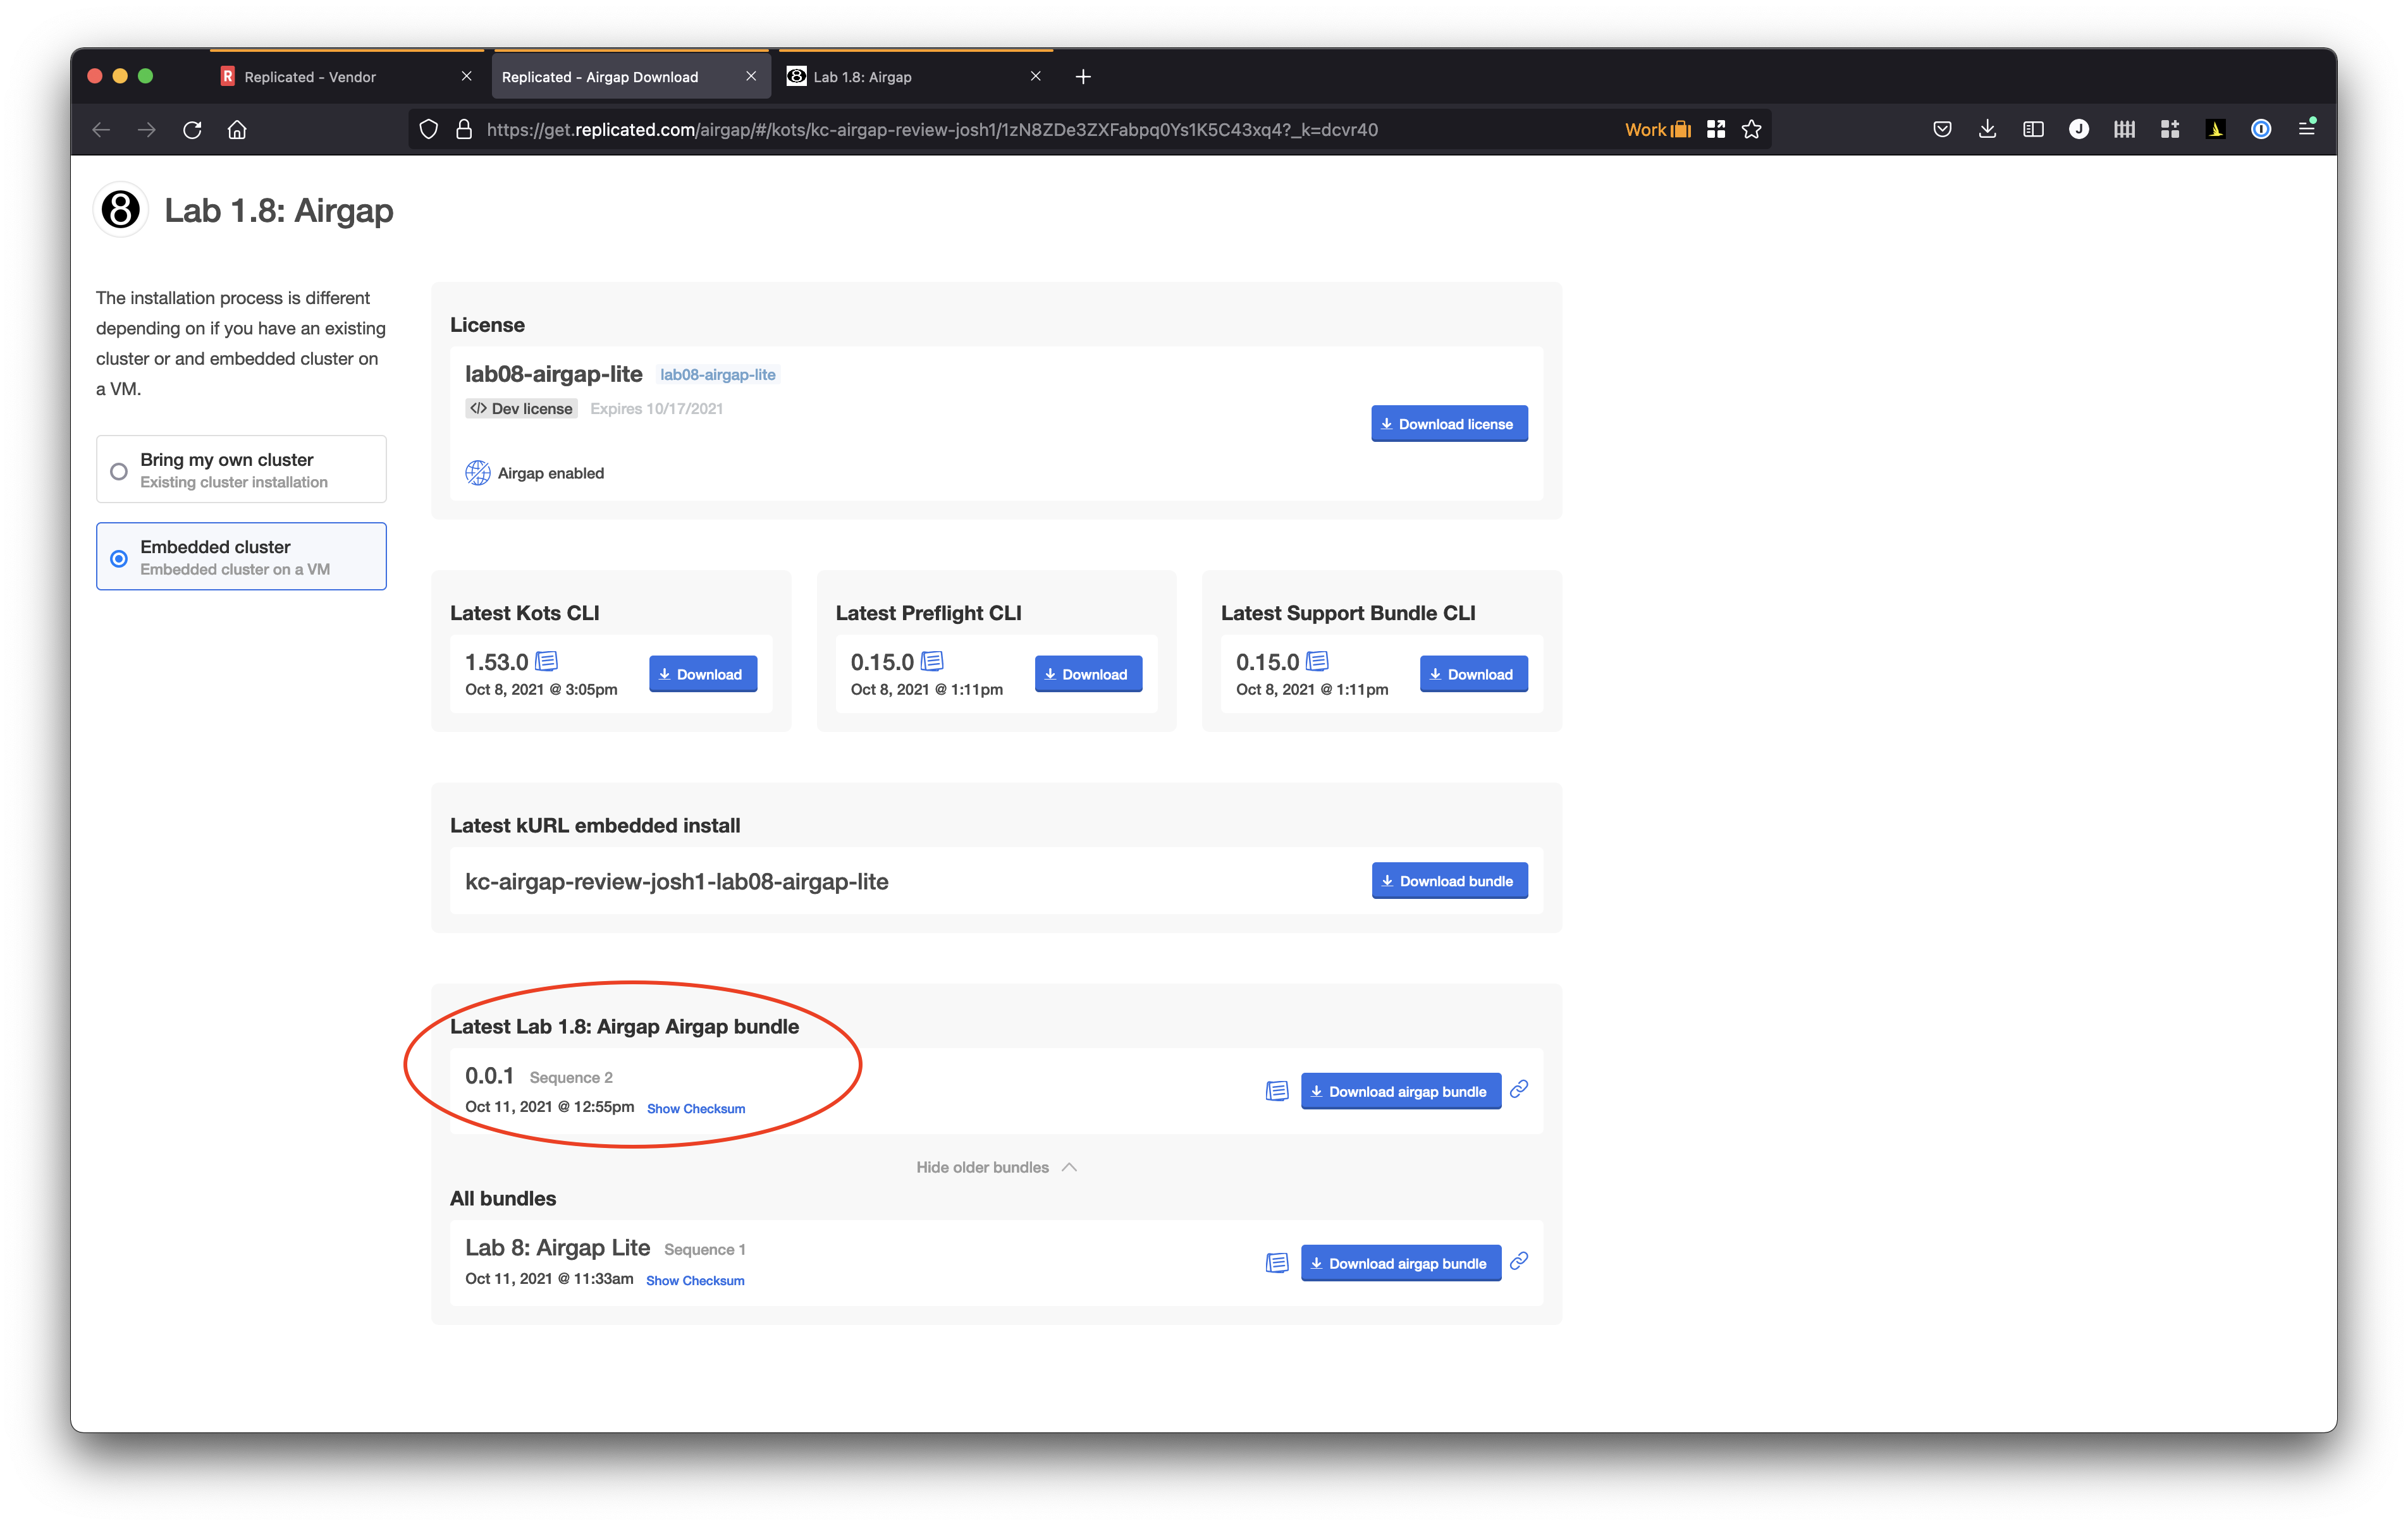 Replicated - Vendor
Replicated - Airgap Download
8 Lab 1.8: Airgap
https://get.replicated.com/airgap/#/kots/kc-airgap-review-josh1/1zN8ZDe3ZXFabpq0Ys1K5C43xq4?_k=dcvr40
Work
J
8 Lab 1.8: Airgap
The installation process is different
depending on if you have an existing
cluster or and embedded cluster on
a VM.
Bring my own cluster
Existing cluster installation
Embedded cluster
Embedded cluster on a VM
License
lab08-airgap-lite lab08-airgap-lite
</> Dev license Expires 10/17/2021
Download license
Airgap enabled
Latest Kots CLI
1.53.0
Oct 8, 2021 @ 3:05pm
Download
Latest Preflight CLI
0.15.0
Oct 8, 2021 @ 1:11pm
Download
Latest Support Bundle CLI
0.15.0
Oct 8, 2021 @ 1:11pm
Download
Latest kURL embedded install
kc-airgap-review-josh1-lab08-airgap-lite
Download bundle
Latest Lab 1.8: Airgap Airgap bundle
0.0.1 Sequence 2
Oct 11, 2021 @ 12:55pm Show Checksum
Download airgap bundle
Hide older bundles
All bundles
Lab 8: Airgap Lite Sequence 1
Oct 11, 2021 @ 11:33am Show Checksum
Download airgap bundle